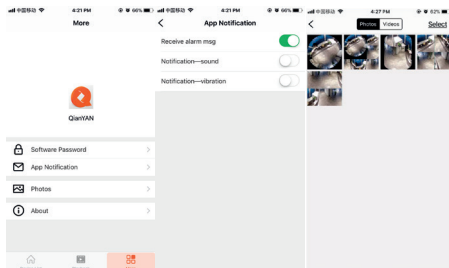 中国移动 4:21 PM 66%
More
QianYAN
Software Password
App Notification
Photos
About
中国移动 4:21 PM 66%
App Notification
Receive alarm msg
Notification—sound
Notification—vibration
中国移动 4:27 PM 62%
Photos Videos Select